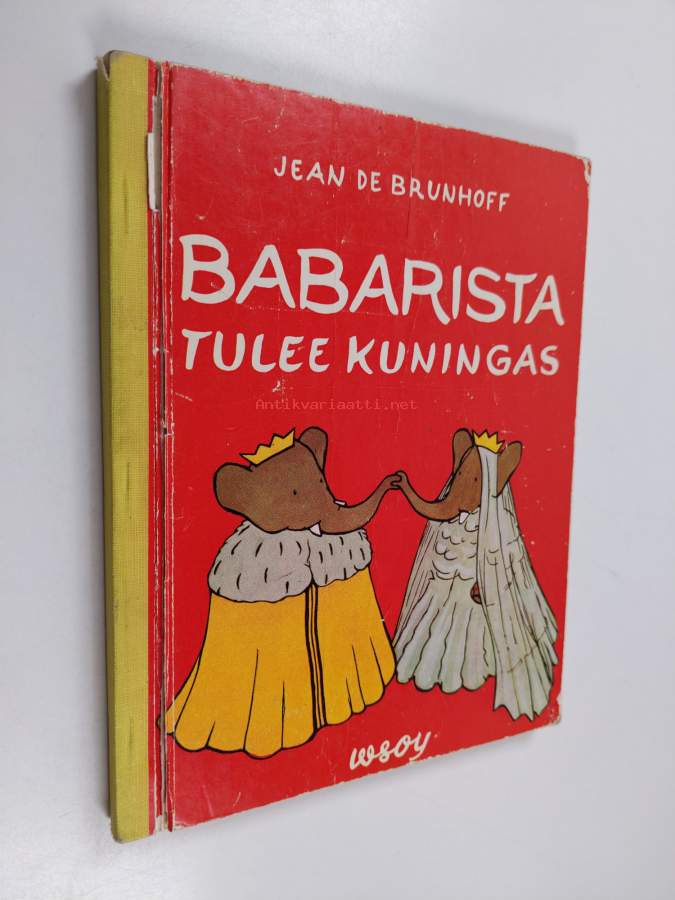 JEAN DE BRUNHOFF
BABARISTA
TULEE KUNINGAS
Antikvariaatti.net
wsoy